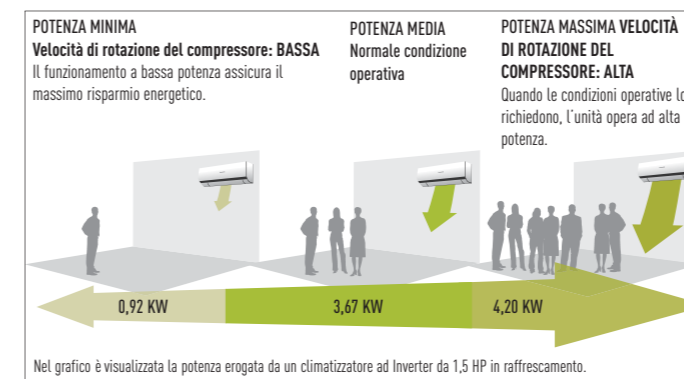 POTENZA MINIMA
Velocità di rotazione del compressore: BASSA
Il funzionamento a bassa potenza assicura il
massimo risparmio energetico.
POTENZA MEDIA
Normale condizione
operativa
POTENZA MASSIMA VELOCITÀ
DI ROTAZIONE DEL
COMPRESSORE: ALTA
Quando le condizioni operative lo
richiedono, l'unità opera ad alta
potenza.
0,92 KW
3,67 KW
4,20 KW
Nel grafico è visualizzata la potenza erogata da un climatizzatore ad Inverter da 1,5 HP in raffrescamento.